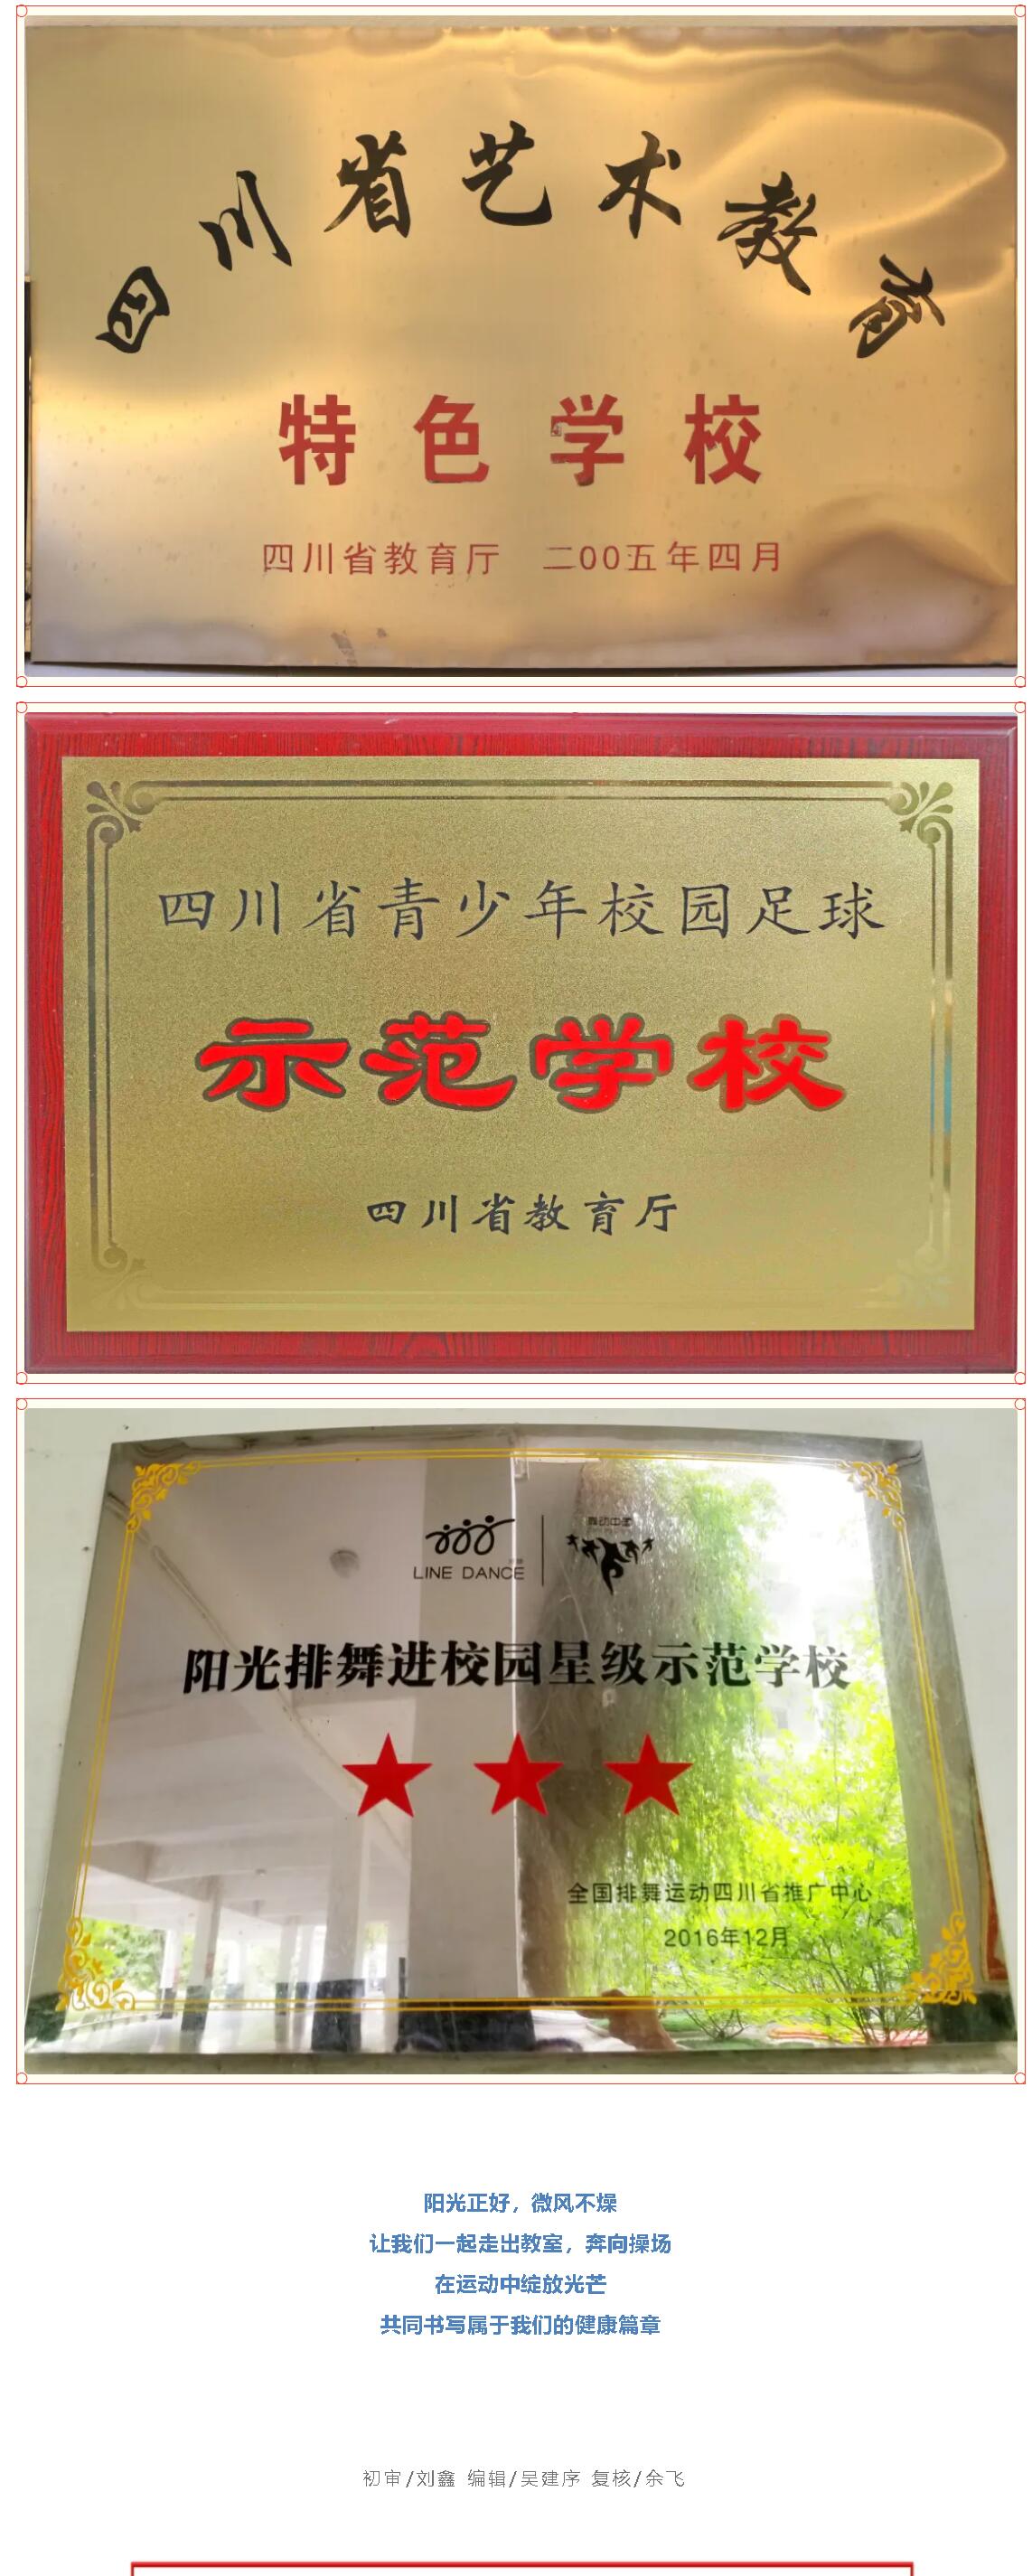 四川省艺术教育
特色学校
四川省教育厅 二00五年四月
四川省青少年校园足球
示范学校
四川省教育厅
舞动中国
LINE DANCE
阳光排舞进校园星级示范学校
全国排舞运动四川省推广中心
2016年12月
阳光正好，微风不燥
让我们一起走出教室，奔向操场
在运动中绽放光芒
共同书写属于我们的健康篇章
初审/刘鑫 编辑/吴建序 复核/余飞